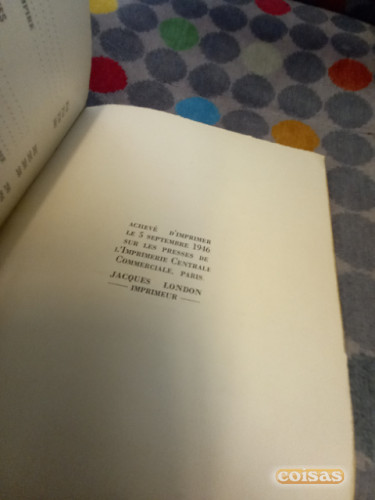 ACHEVÉ D'IMPRIMER
LE 5 SEPTEMBRE 1946
SUR LES PRESSES DE
L'IMPRIMERIE CENTRALE
COMMERCIALE, PARIS
JACQUES LONDON
IMPRIMEUR
coisas